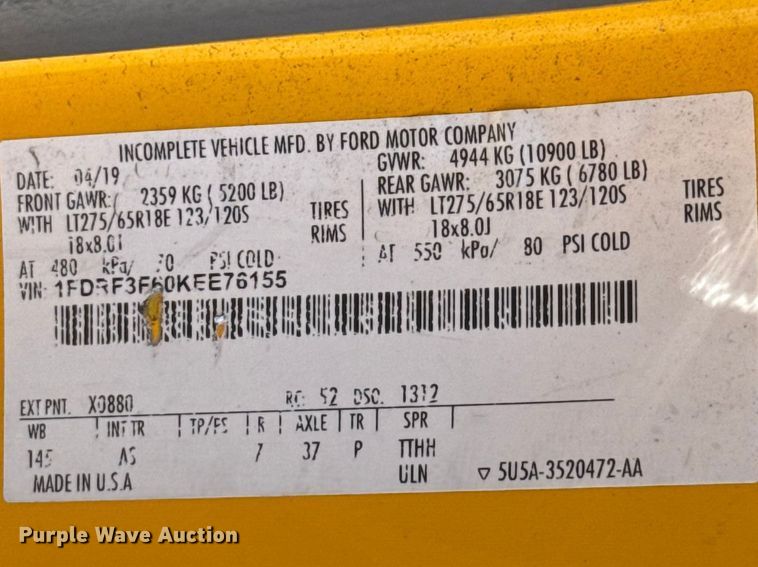 INCOMPLETE VEHICLE MFD. BY FORD MOTOR COMPANY
DATE: 04/19 GVWR: 4944 KG (10900 LB)
FRONT GAWR: 2359 KG ( 5200 LB) REAR GAWR: 3075 KG ( 6780 LB)
WITH LT275/65R18E 123/120S TIRES WITH LT275/65R18E 123/120S TIRES
18x8.0J RIMS 18x8.0J RIMS
AT 480 kPa/ 70 PSI COLD AT 550 kPa/ 80 PSI COLD
VIN: 1FDRF3F60KEE76155
EXT PNT. X0880 RC: 52 DSO. 1312
WB INT TR TP/PS R AXLE TR SPR
145 AS 7 37 P TTHH
MADE IN U.S.A ULN ▽ 5U5A-3520472-AA
Purple Wave Auction